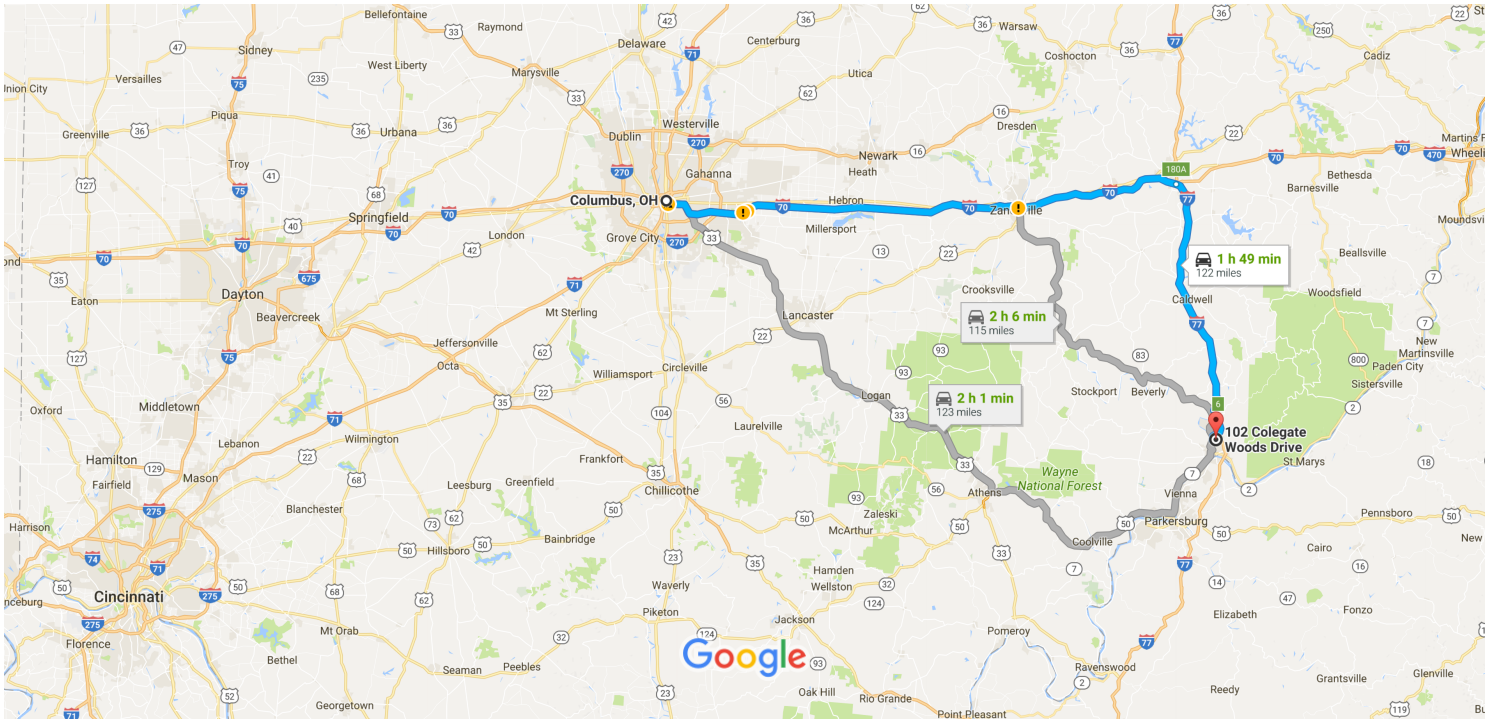 Bellefontaine
Raymond
Warsaw
Sidney
Delaware
Centerburg
Coshocton
Cadiz
West Liberty
Marysville
Utica
Union City
Versailles
Piqua
Urbana
Westerville
Dresden
Greenville
Dublin
Newark
Martins F
Wheeli
Troy
Gahanna
Heath
180A
Bethesda
Barnesville
Columbus, OH
Hebron
Zanesville
Springfield
Moundsvi
London
Grove City
Millersport
Beallsville
1 h 49 min
122 miles
Crooksville
Woodsfield
Dayton
Eaton
Beavercreek
Mt Sterling
Caldwell
Lancaster
2 h 6 min
115 miles
Jeffersonville
New
Martinsville
Octa
Paden City
Williamsport
Circleville
Sistersville
Stockport
Beverly
Logan
2 h 1 min
123 miles
Oxford
Middletown
Laurelville
6
102 Colegate
Woods Drive
Lebanon
Wilmington
Hamilton
Frankfort
St Marys
Mason
Fairfield
Leesburg
Greenfield
Chillicothe
Wayne
National Forest
Athens
Vienna
Blanchester
Zaleski
Harrison
McArthur
Parkersburg
Pennsboro
Bainbridge
Hillsboro
Coolville
Cairo
New
Hamden
Wellston
Waverly
Cincinnati
nceburg
Piketon
Jackson
Elizabeth
Fonzo
Mt Orab
Florence
Pomeroy
Google
Bethel
Seaman
Peebles
Ravenswood
Oak Hill
Rio Grande
Reedy
Grantsville
Glenville
Georgetown
Point Pleasant